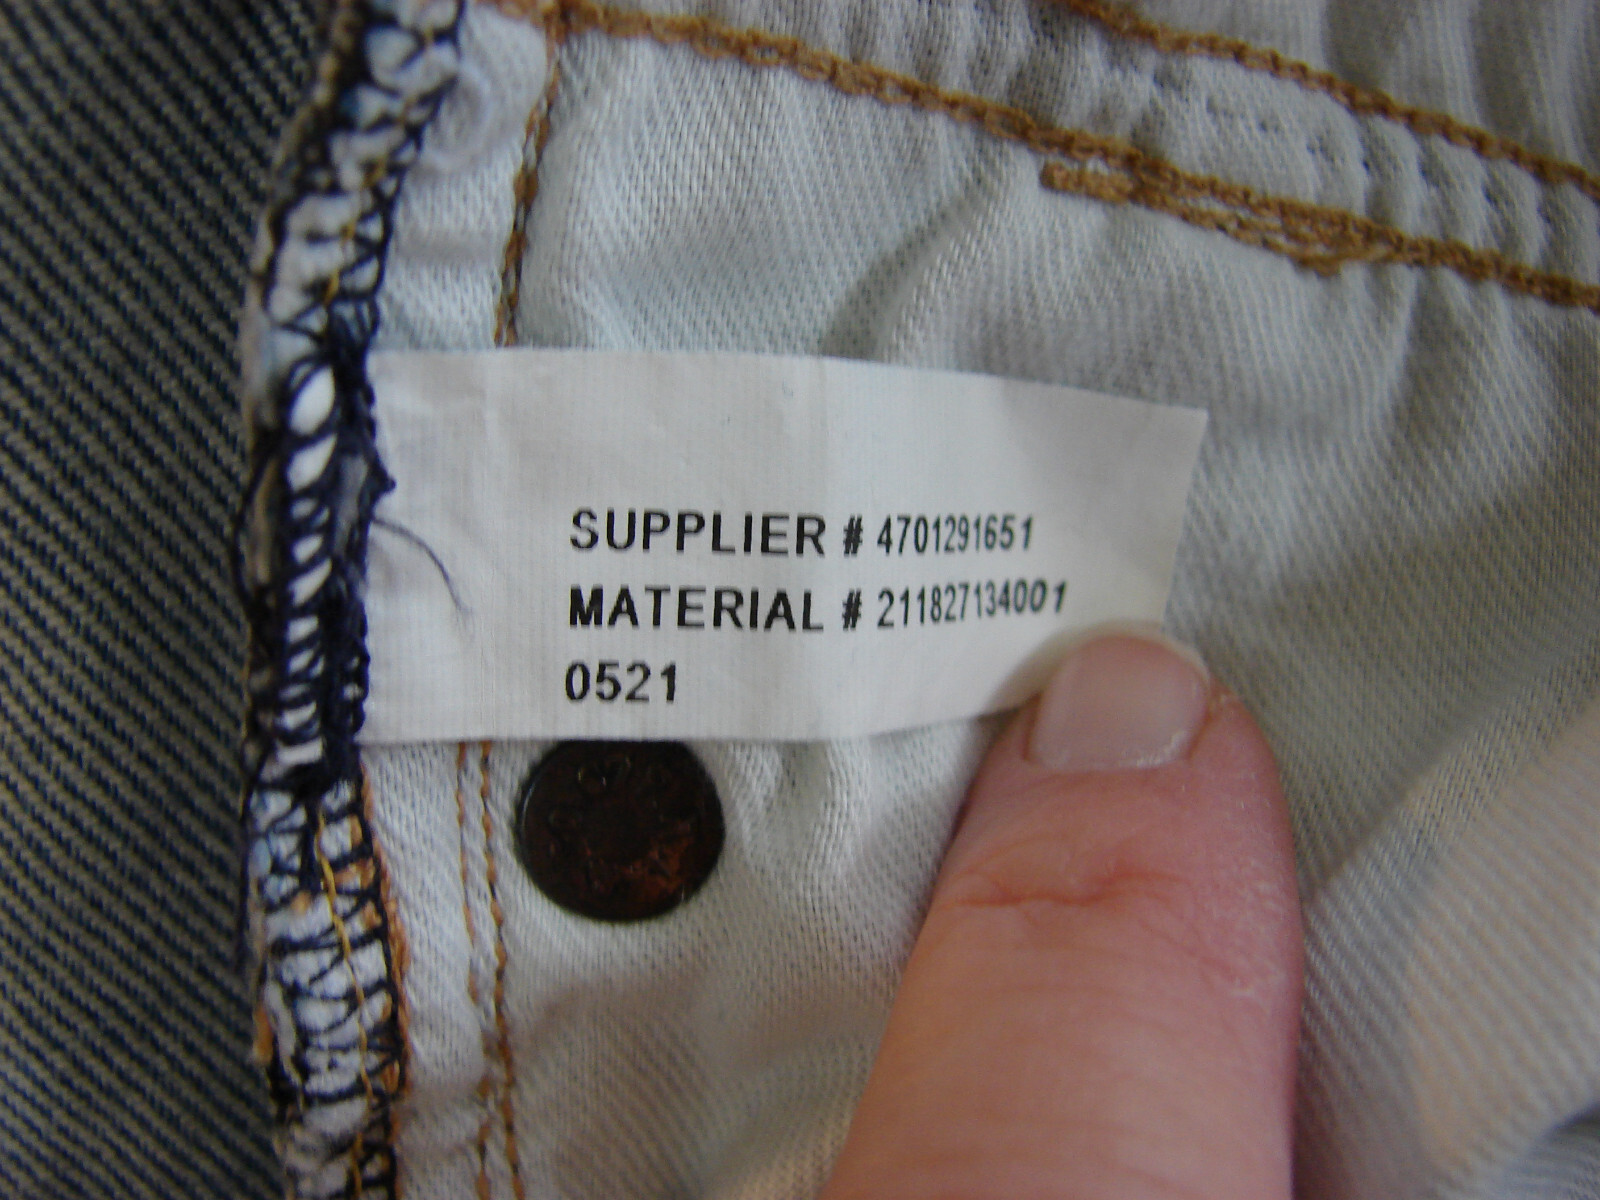 SUPPLIER # 4701291651
MATERIAL # 211827134001
0521